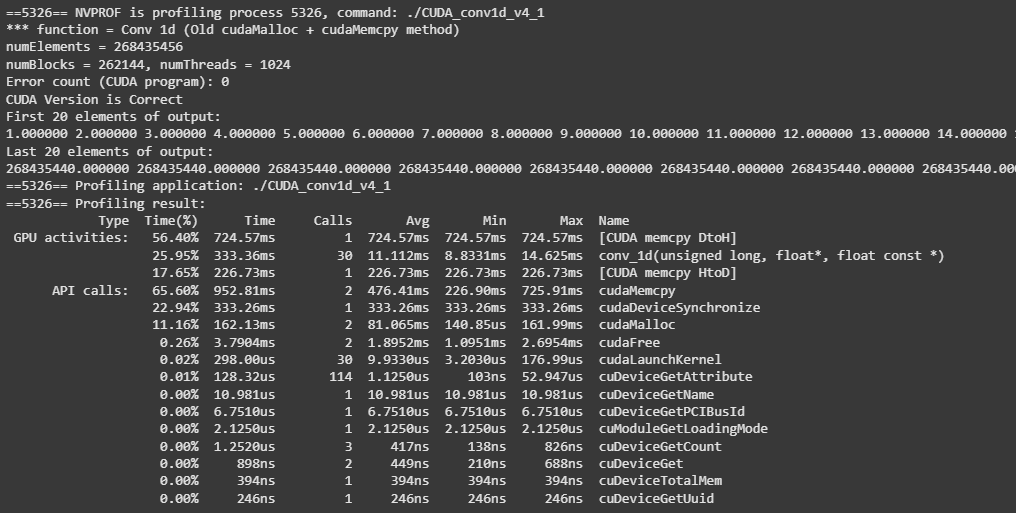 ==5326== NVPROF is profiling process 5326, command: ./CUDA_conv1d_v4_1
*** function = Conv 1d (Old cudaMalloc + cudaMemcpy method)
numElements = 268435456
numBlocks = 262144, numThreads = 1024
Error count (CUDA program): 0
CUDA Version is Correct
First 20 elements of output:
1.000000 2.000000 3.000000 4.000000 5.000000 6.000000 7.000000 8.000000 9.000000 10.000000 11.000000 12.000000 13.000000 14.000000
Last 20 elements of output:
268435440.000000 268435440.000000 268435440.000000 268435440.000000 268435440.000000 268435440.000000 268435440.000000 268435440.000
==5326== Profiling application: ./CUDA_conv1d_v4_1
==5326== Profiling result:
Type Time(%) Time Calls Avg Min Max Name
GPU activities: 56.40% 724.57ms 1 724.57ms 724.57ms 724.57ms [CUDA memcpy DtoH]
25.95% 333.36ms 30 11.112ms 8.8331ms 14.625ms conv_1d(unsigned long, float*, float const *)
17.65% 226.73ms 1 226.73ms 226.73ms 226.73ms [CUDA memcpy HtoD]
API calls: 65.60% 952.81ms 2 476.41ms 226.90ms 725.91ms cudaMemcpy
22.94% 333.26ms 1 333.26ms 333.26ms 333.26ms cudaDeviceSynchronize
11.16% 162.13ms 2 81.065ms 140.85us 161.99ms cudaMalloc
0.26% 3.7904ms 2 1.8952ms 1.0951ms 2.6954ms cudaFree
0.02% 298.00us 30 9.9330us 3.2030us 176.99us cudaLaunchKernel
0.01% 128.32us 114 1.1250us 103ns 52.947us cuDeviceGetAttribute
0.00% 10.981us 1 10.981us 10.981us 10.981us cuDeviceGetName
0.00% 6.7510us 1 6.7510us 6.7510us 6.7510us cuDeviceGetPCIBusId
0.00% 2.1250us 1 2.1250us 2.1250us 2.1250us cuModuleGetLoadingMode
0.00% 1.2520us 3 417ns 138ns 826ns cuDeviceGetCount
0.00% 898ns 2 449ns 210ns 688ns cuDeviceGet
0.00% 394ns 1 394ns 394ns 394ns cuDeviceTotalMem
0.00% 246ns 1 246ns 246ns 246ns cuDeviceGetUuid